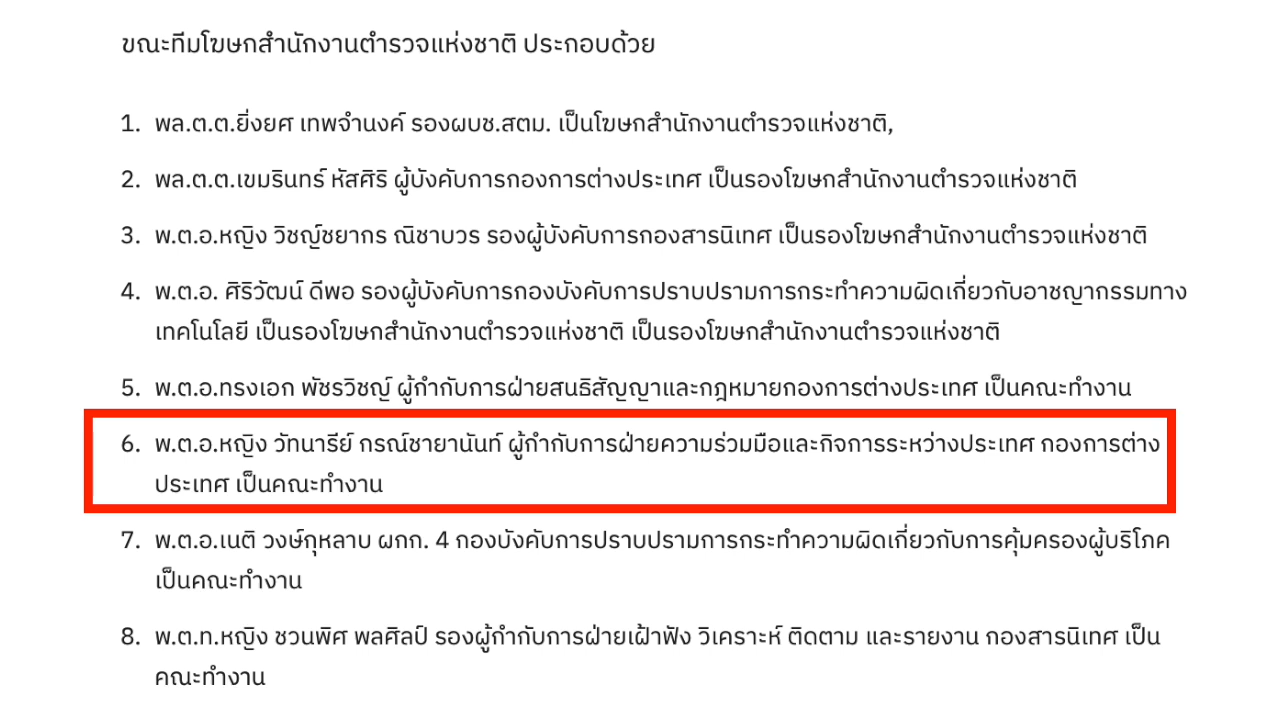 ขณะทีมโฆษกสำนักงานตำรวจแห่งชาติ ประกอบด้วย
1. พล.ต.ต.ยิ่งยศ เทพจำนงค์ รองผบช.สตม. เป็นโฆษกสำนักงานตำรวจแห่งชาติ,
2. พล.ต.ต.เขมรินทร์ หัสศิริ ผู้บังคับการกองการต่างประเทศ เป็นรองโฆษกสำนักงานตำรวจแห่งชาติ
3. พ.ต.อ.หญิง วิชญ์ชยากร ณิชาบวร รองผู้บังคับการกองสารนิเทศ เป็นรองโฆษกสำนักงานตำรวจแห่งชาติ
4. พ.ต.อ. ศิริวัฒน์ ดีพอ รองผู้บังคับการกองบังคับการปราบปรามการกระทำความผิดเกี่ยวกับอาชญากรรมทาง
เทคโนโลยี เป็นรองโฆษกสำนักงานตำรวจแห่งชาติ เป็นรองโฆษกสำนักงานตำรวจแห่งชาติ
5. พ.ต.อ.ทรงเอก พัชรวิชญ์ ผู้กำกับการฝ่ายสนธิสัญญาและกฎหมายกองการต่างประเทศ เป็นคณะทำงาน
6. พ.ต.อ.หญิง วัทนารีย์ กรณ์ชายานันท์ ผู้กำกับการฝ่ายความร่วมมือและกิจการระหว่างประเทศ กองการต่าง
ประเทศ เป็นคณะทำงาน
7. พ.ต.อ.เนติ วงษ์กุหลาบ ผกก. 4 กองบังคับการปราบปรามการกระทำความผิดเกี่ยวกับการคุ้มครองผู้บริโภค
เป็นคณะทำงาน
8. พ.ต.ท.หญิง ชวนพิศ พลศิลป์ รองผู้กำกับการฝ่ายเฝ้าฟัง วิเคราะห์ ติดตาม และรายงาน กองสารนิเทศ เป็น
คณะทำงาน